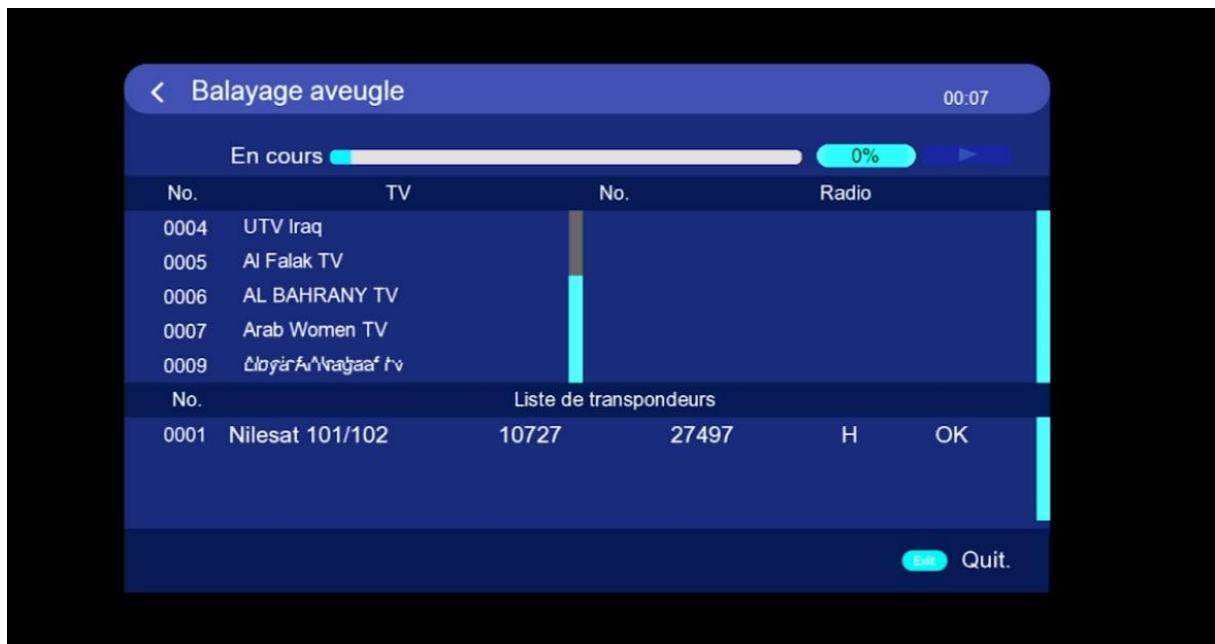 Balayage aveugle 00:07
En cours 0%
No. TV No. Radio
0004 UTV Iraq
0005 Al Falak TV
0006 AL BAHRANY TV
0007 Arab Women TV
0009
No. Liste de transpondeurs
0001 Nilesat 101/102 10727 27497 H OK
Exit Quit.